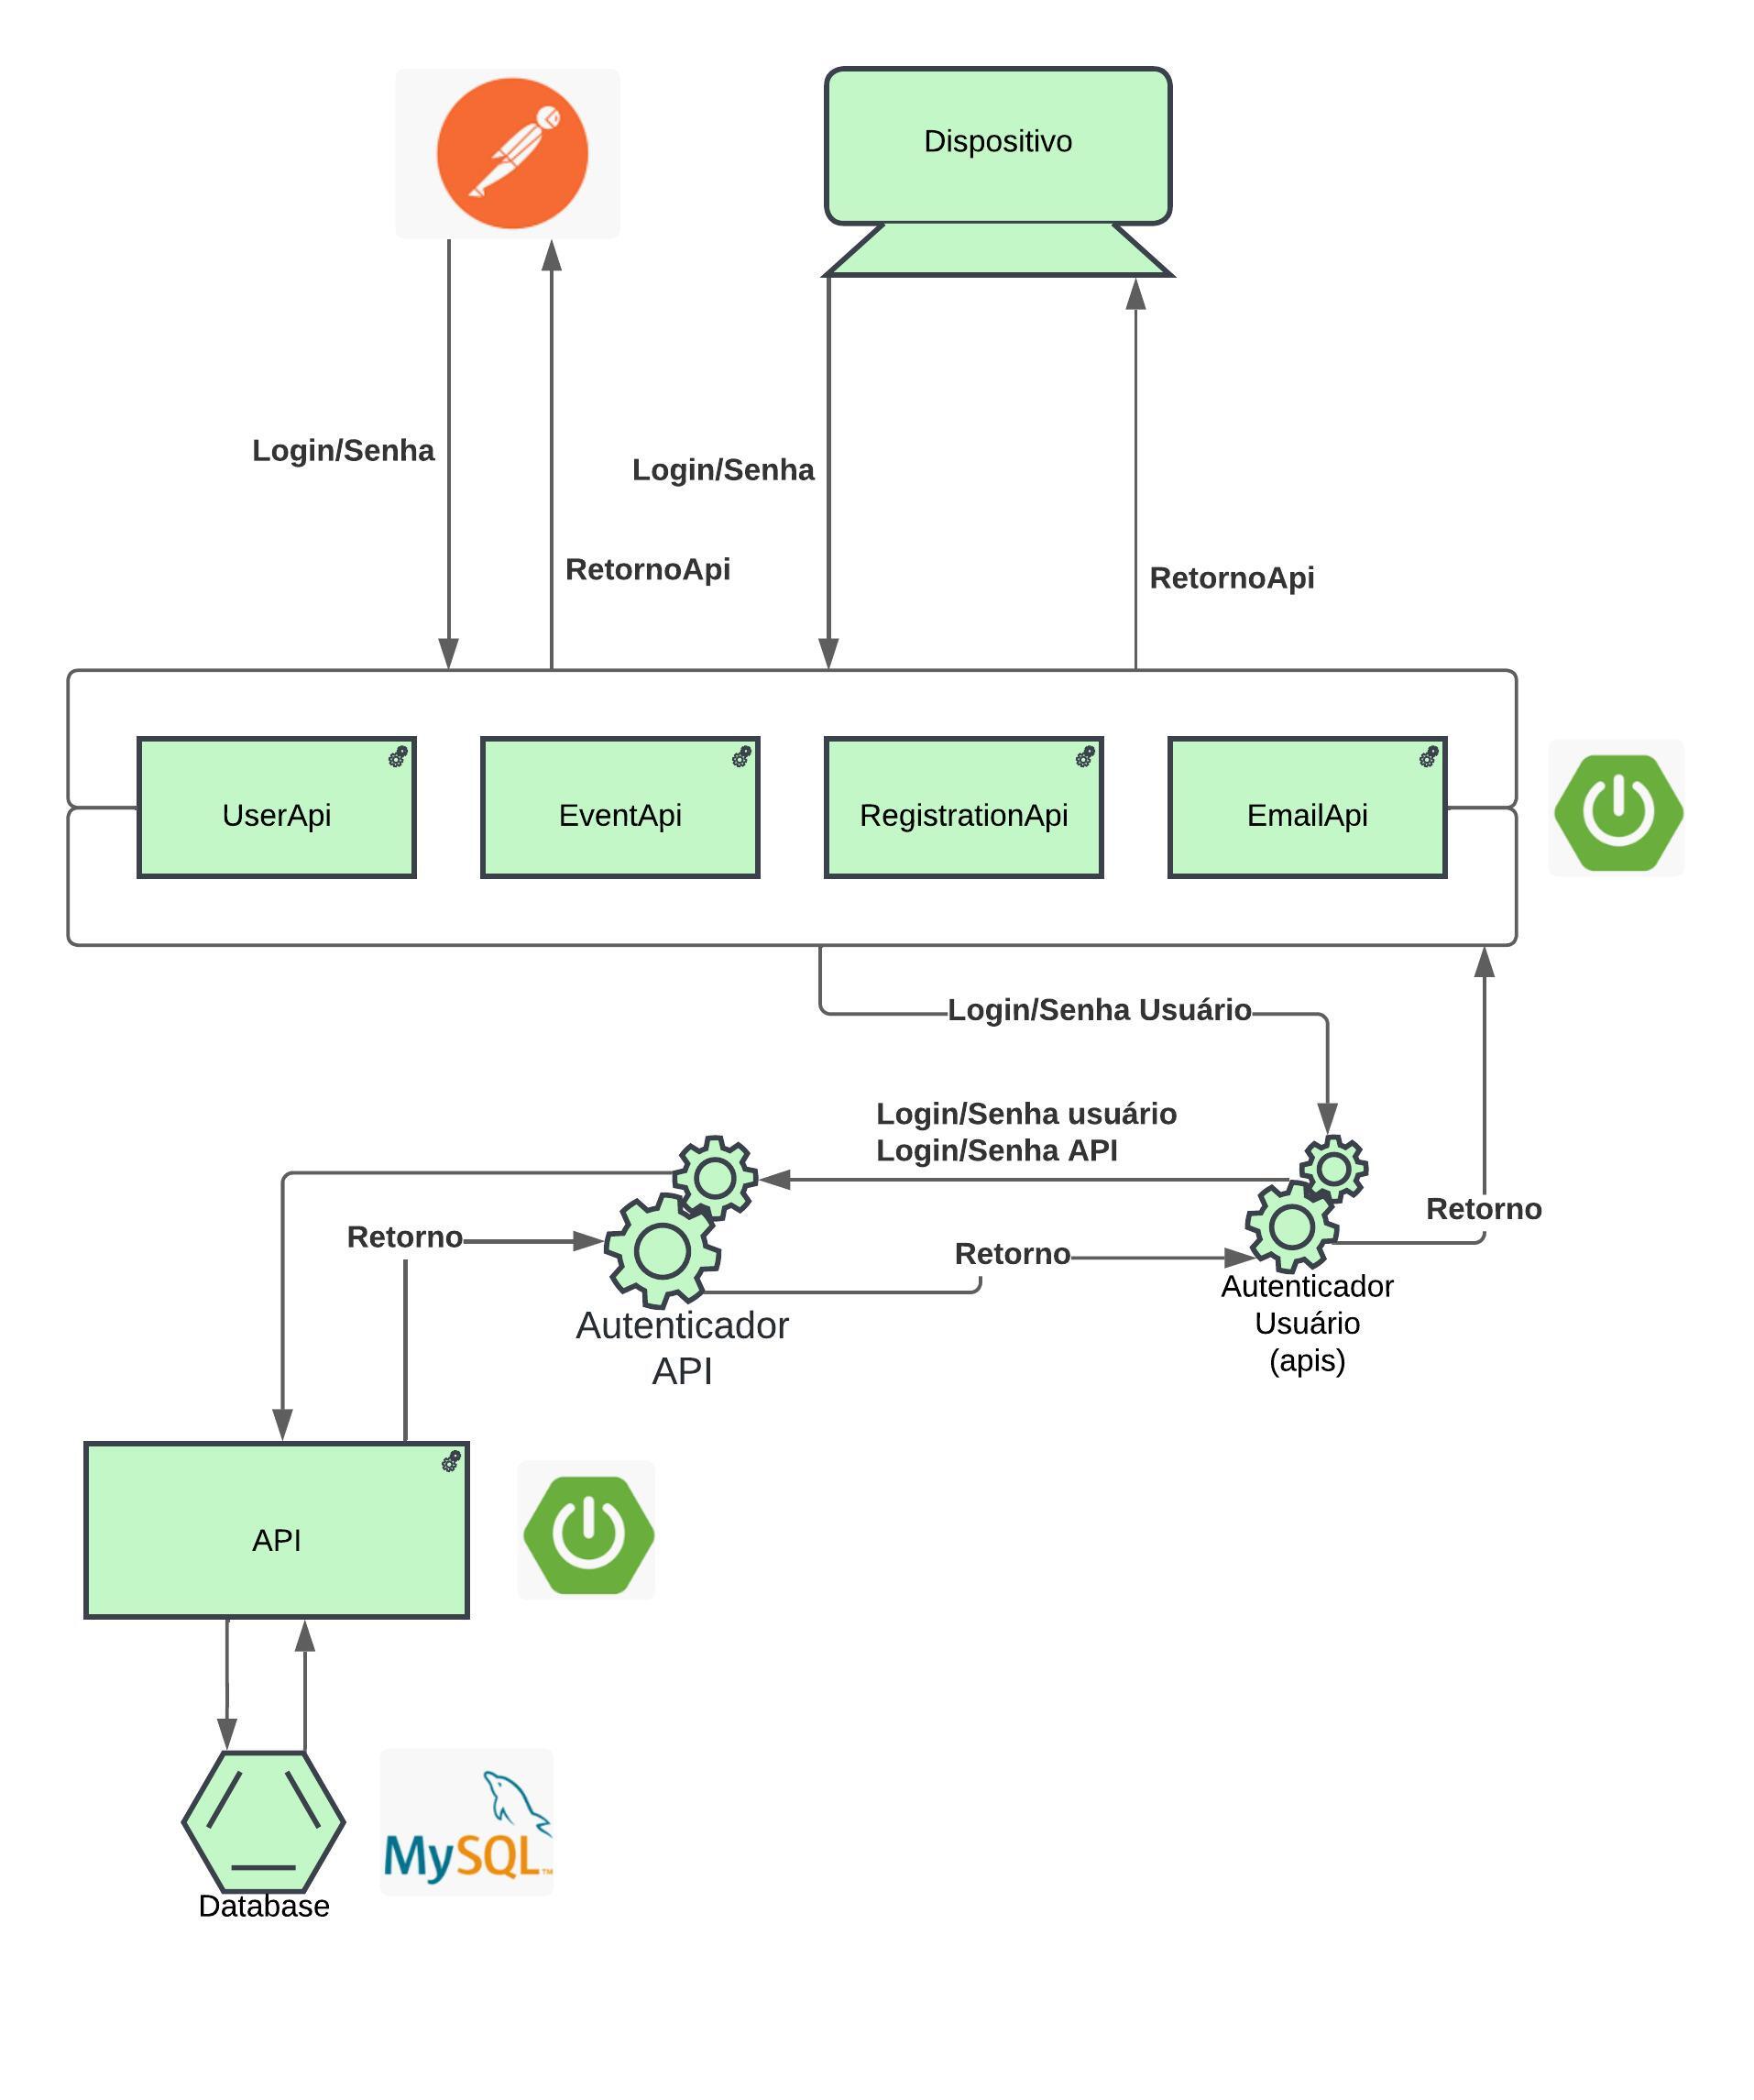 Dispositivo
Login/Senha
Login/Senha
RetornoApi
RetornoApi
UserApi
EventApi
RegistrationApi
EmailApi
Login/Senha Usuário
Login/Senha usuário
Login/Senha API
Retorno
Retorno
Retorno
Autenticador
Usuário
(apis)
Autenticador
API
API
MySQL™
Database